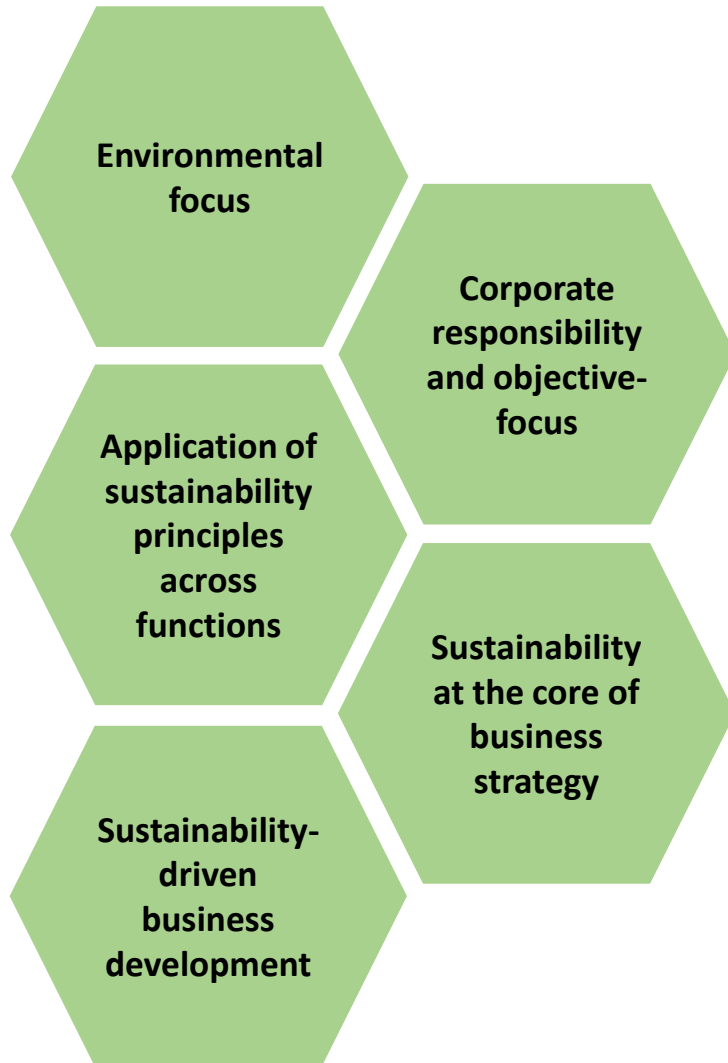 Environmental
focus
Corporate
responsibility
and objective-
focus
Application of
sustainability
principles
across
functions
Sustainability
at the core of
business
strategy
Sustainability-
driven
business
development